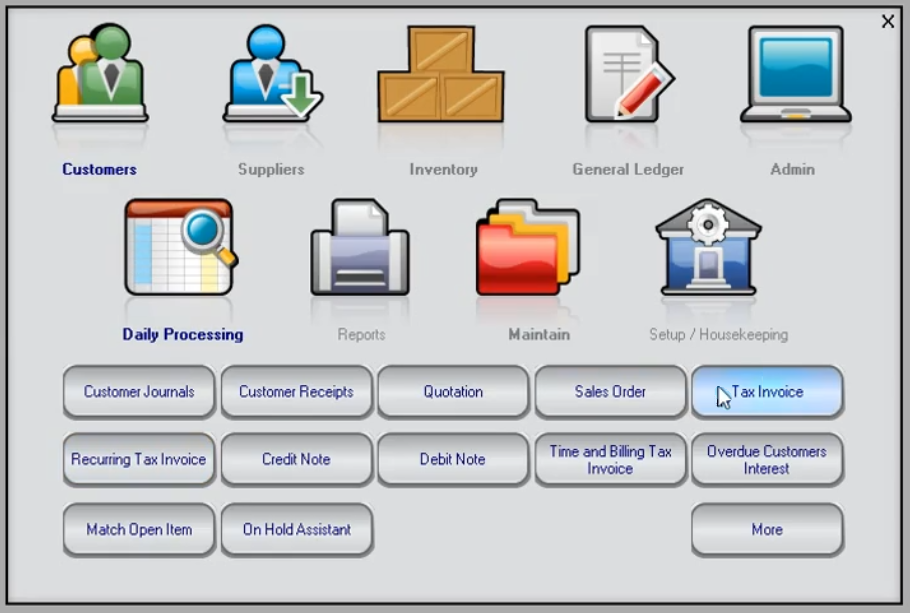 X
Customers
Suppliers
Inventory
General Ledger
Admin
Daily Processing
Reports
Maintain
Setup / Housekeeping
Customer Journals
Customer Receipts
Quotation
Sales Order
Tax Invoice
Recurring Tax Invoice
Credit Note
Debit Note
Time and Billing Tax
Invoice
Overdue Customers
Interest
Match Open Item
On Hold Assistant
More